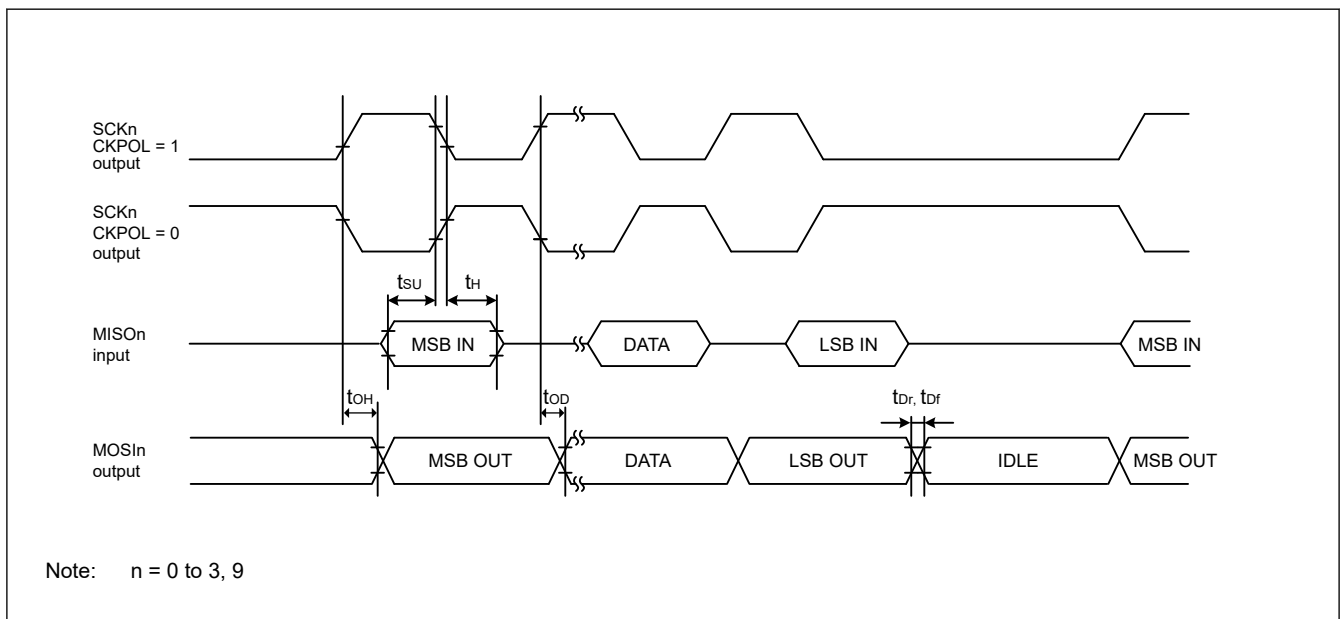 SCKn
CKPOL = 1
output
SCKn
CKPOL = 0
output
tSU
tH
MISOn
input
MSB IN
DATA
LSB IN
MSB IN
tOH
tOD
tDr, tDf
MOSIn
output
MSB OUT
DATA
LSB OUT
IDLE
MSB OUT
Note: n = 0 to 3, 9